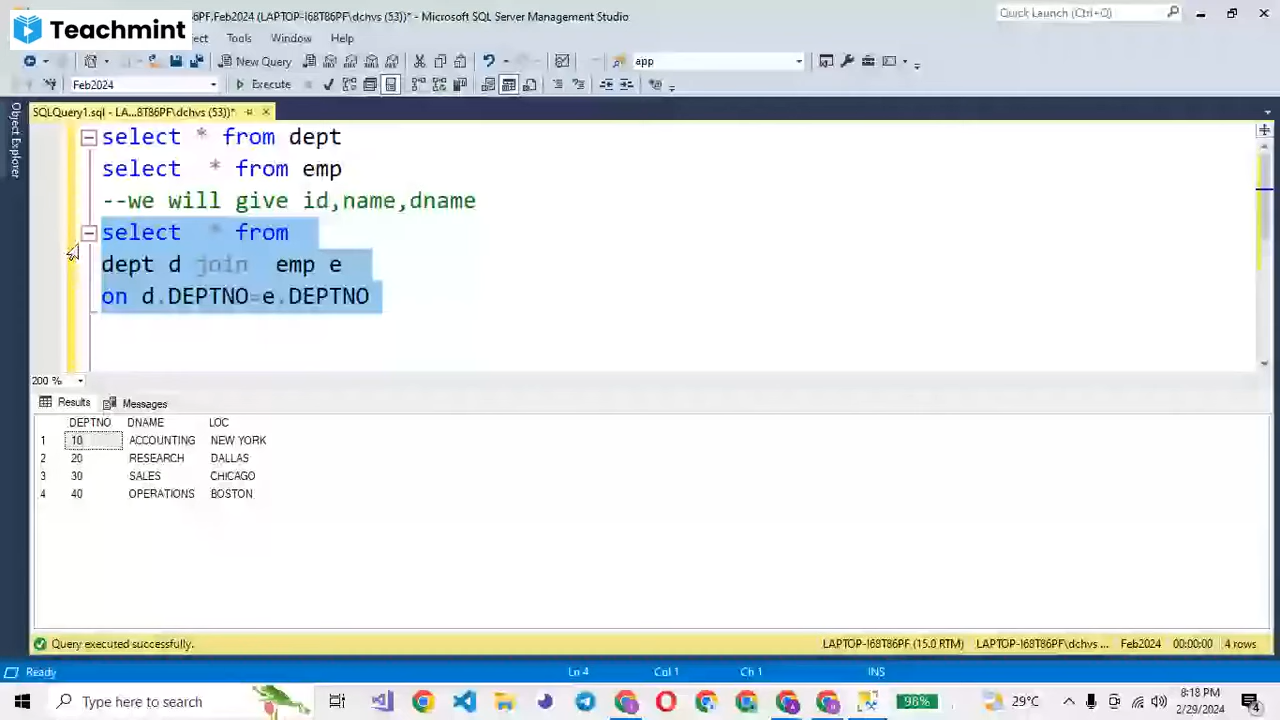 Teachmint
,Feb2024 (LAPTOP-I68T86PF\dchvs (53))* - Microsoft SQL Server Management Studio
Quick Launch (Ctrl+Q)
ect Tools Window Help
New Query
app
Feb2024
Execute
Object Explorer
SQLQuery1.sql - LA...8T86PF\dchvs (53))*
select * from dept
select * from emp
--we will give id,name,dname
select * from
dept d join emp e
on d.DEPTNO=e.DEPTNO
200 %
Results Messages
DEPTNO DNAME LOC
1 10 ACCOUNTING NEW YORK
2 20 RESEARCH DALLAS
3 30 SALES CHICAGO
4 40 OPERATIONS BOSTON
Query executed successfully.
LAPTOP-I68T86PF (15.0 RTM) LAPTOP-I68T86PF\dchvs ... Feb2024 00:00:00 4 rows
Ready Ln 4 Col 1 Ch 1 INS
Type here to search
98%
29°C
8:18 PM
2/29/2024
4